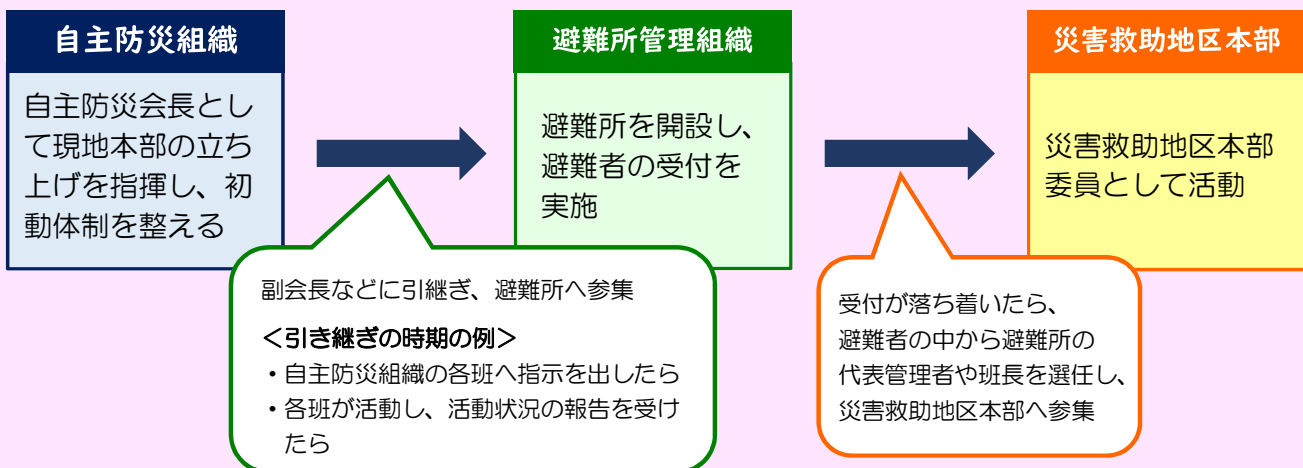 自主防災組織
自主防災会長とし
て現地本部の立ち
上げを指揮し、初
動体制を整える
避難所管理組織
避難所を開設し、
避難者の受付を
実施
災害救助地区本部
災害救助地区本部
委員として活動
副会長などに引継ぎ、避難所へ参集
＜引き継ぎの時期の例＞
・自主防災組織の各班へ指示を出したら
・各班が活動し、活動状況の報告を受け
たら
受付が落ち着いたら、
避難者の中から避難所の
代表管理者や班長を選任し、
災害救助地区本部へ参集